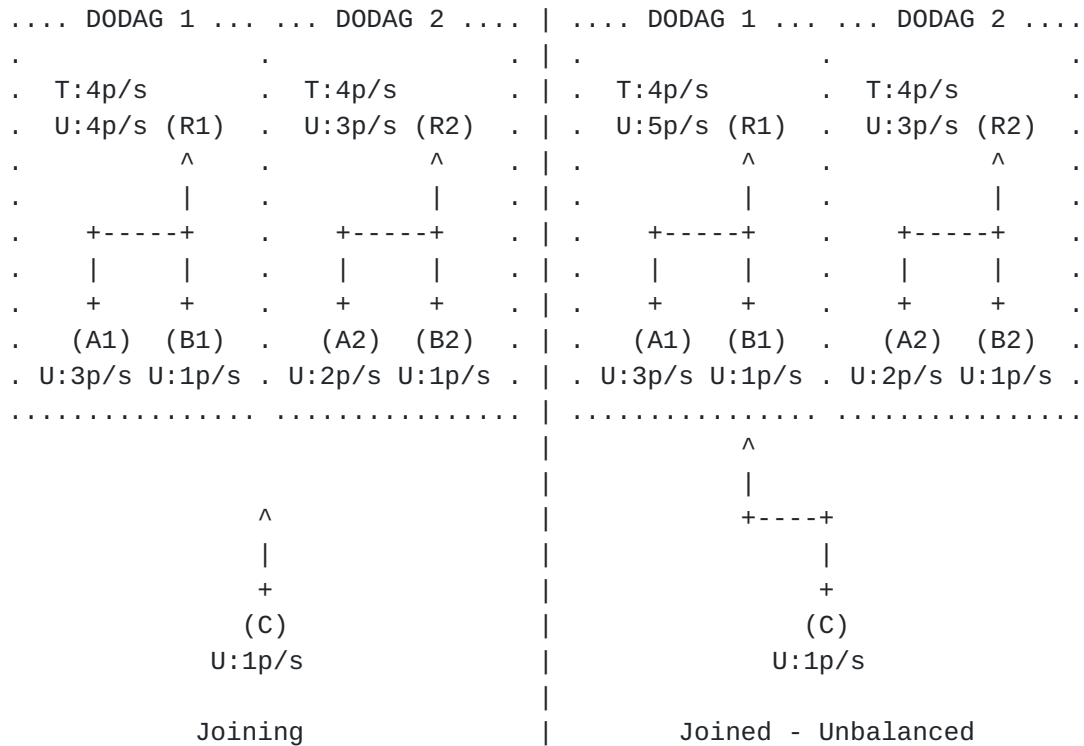 .... DODAG 1 ... ... DODAG 2 .... | .... DODAG 1 ... ... DODAG 2 ....
T:4p/s T:4p/s | T:4p/s T:4p/s
U:4p/s (R1) U:3p/s (R2) | U:5p/s (R1) U:3p/s (R2)
(A1) (B1) (A2) (B2) | (A1) (B1) (A2) (B2)
U:3p/s U:1p/s U:2p/s U:1p/s | U:3p/s U:1p/s U:2p/s U:1p/s
(C) | (C)
U:1p/s | U:1p/s
Joining | Joined - Unbalanced